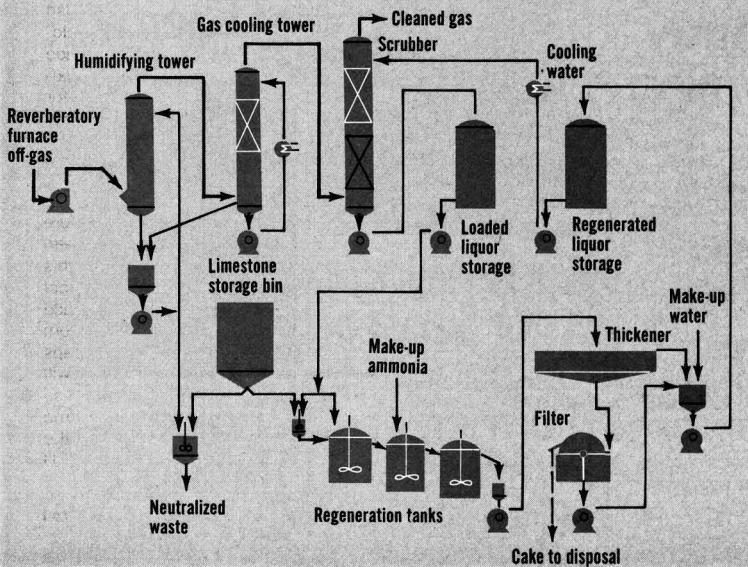 Cleaned gas
Gas cooling tower
Scrubber
Cooling
water
Humidifying tower
Reverberatory
furnace
off-gas
Loaded
liquor
storage
Regenerated
liquor
storage
Limestone
storage bin
Make-up
water
Make-up
ammonia
Thickener
Filter
Neutralized
waste
Regeneration tanks
Cake to disposal